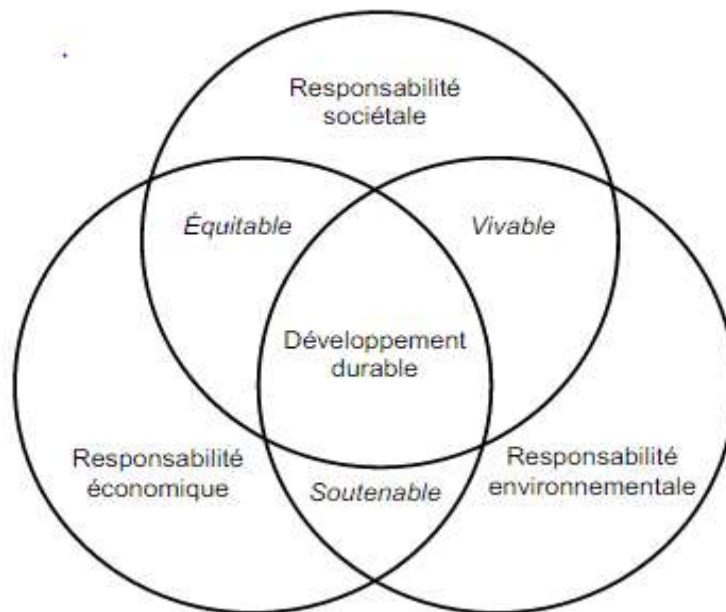 Responsabilité
sociétale
Équitable
Vivable
Développement
durable
Responsabilité
économique
Soutenable
Responsabilité
environnementale